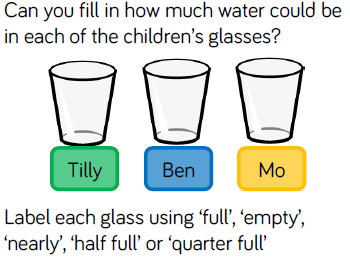 Can you fill in how much water could be
in each of the children’s glasses?
Tilly Ben Mo
Label each glass using ‘full’, ‘empty’,
‘nearly’, ‘half full’ or ‘quarter full’